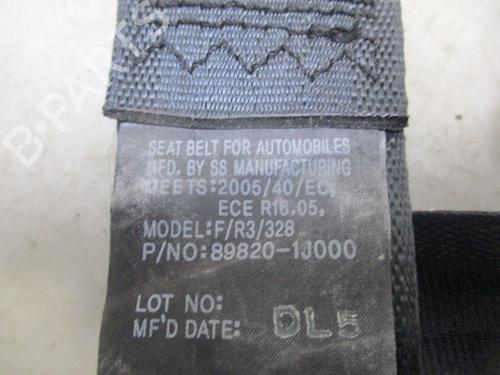 B-PARTS
SEAT BELT FOR AUTOMOBILES
MFD. BY SS MANUFACTURING
MEETS:2005/40/EC,
ECE R16.05,
MODEL:F/R3/328
P/NO:89820-1J000
LOT NO:
MF'D DATE: DL5